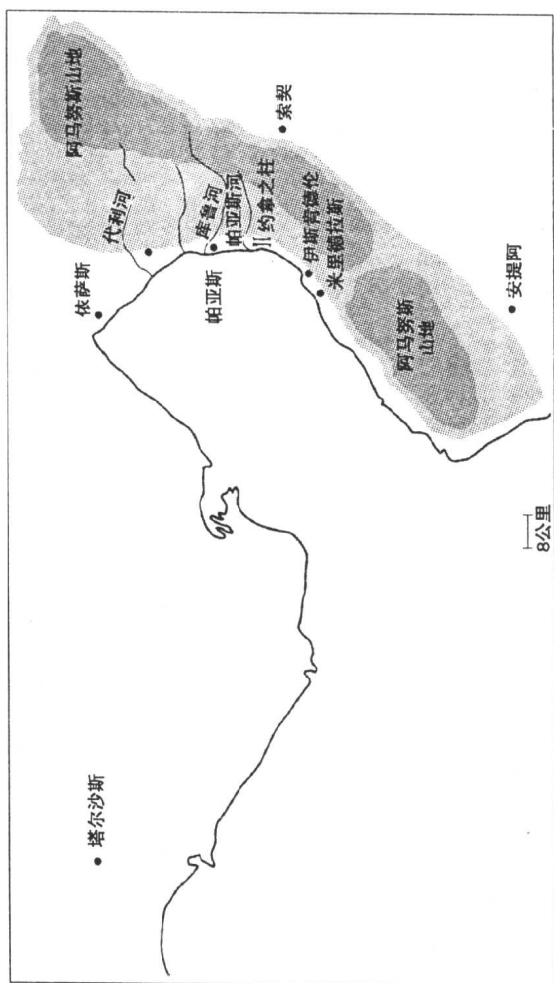 阿马努斯山地
代利河
依萨斯
库鲁河
帕亚斯河
帕亚斯
约拿之柱
索契
伊斯肯德伦
米里德拉斯
阿马努斯
山地
安提阿
塔尔沙斯
8公里